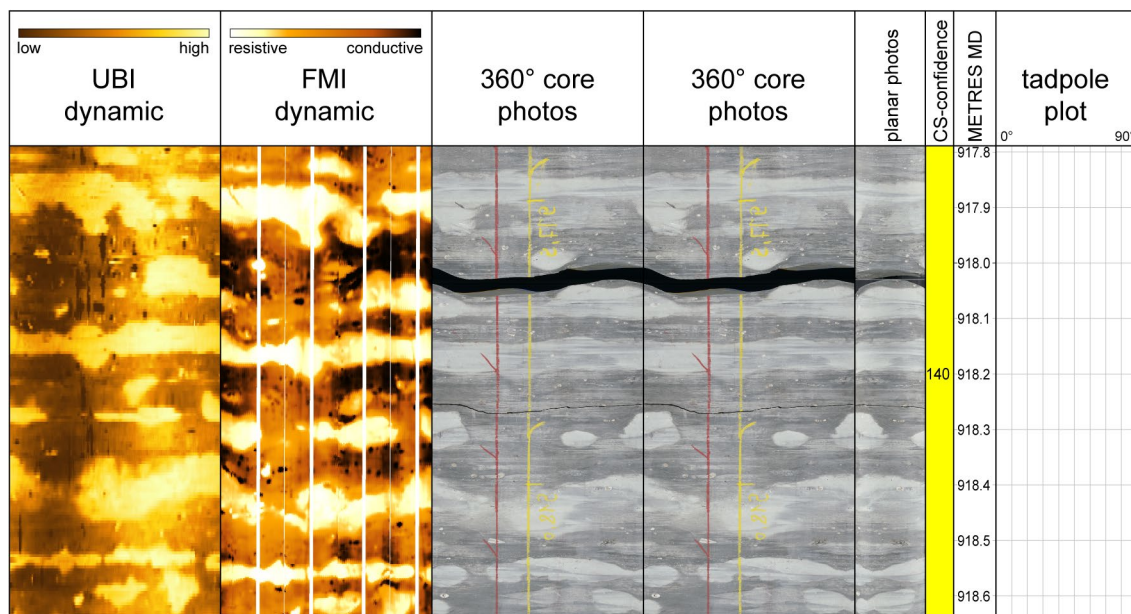 low high
UBI
dynamic
resistive conductive
FMI
dynamic
360° core
photos
360° core
photos
planar photos
CS-confidence
METRES MD
tadpole
plot
0° 90°
917.8
917.9
918.0
918.1
140
918.2
918.3
918.4
918.5
918.6